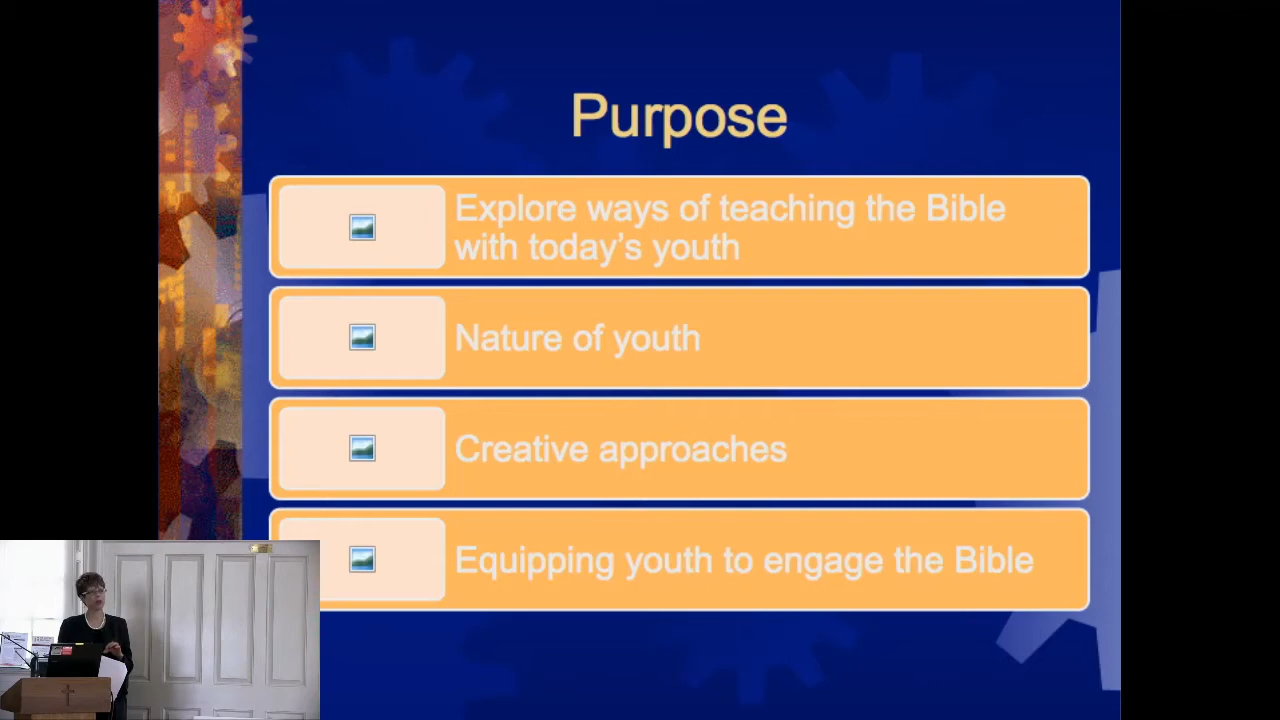 Purpose
Explore ways of teaching the Bible
with today’s youth
Nature of youth
Creative approaches
Equipping youth to engage the Bible